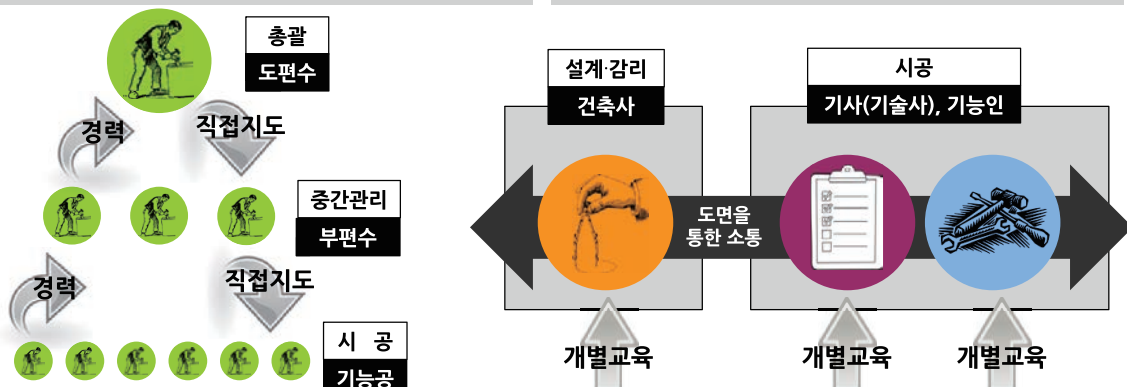 총괄
도편수
경력
직접지도
중간관리
부편수
경력
직접지도
시 공
기능공
설계·감리
건축사
시공
기사(기술사), 기능인
도면을
통한 소통
개별교육
개별교육
개별교육